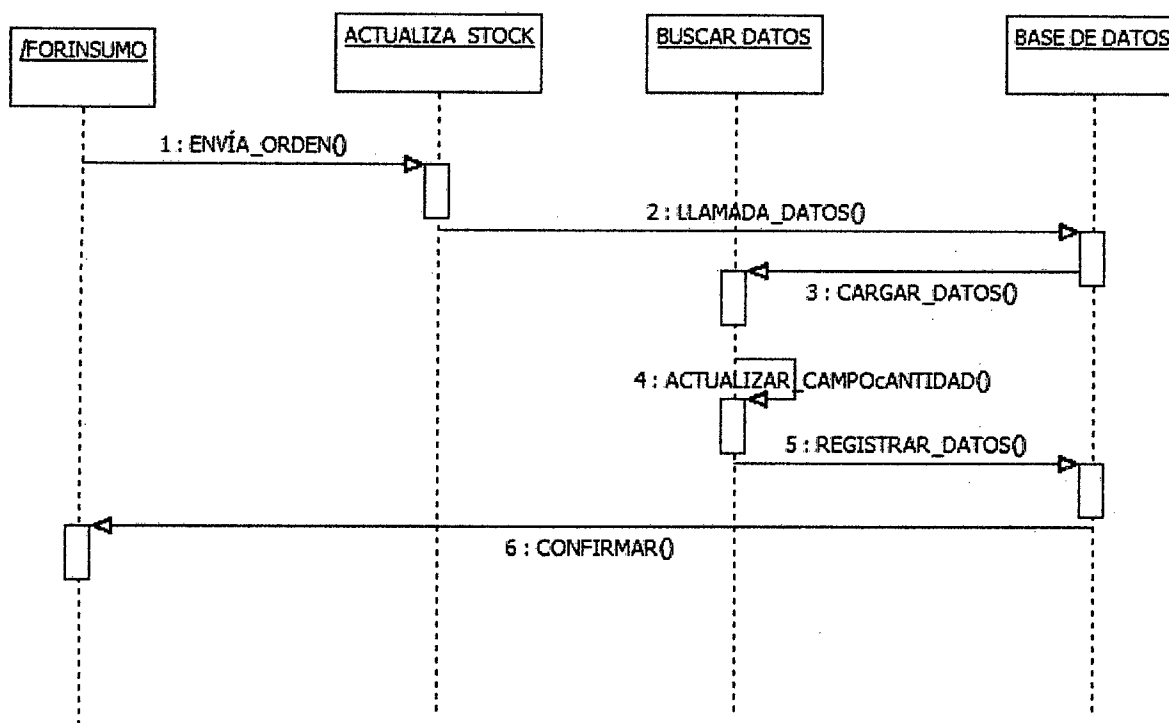 /FORINSUMO
ACTUALIZA STOCK
BUSCAR DATOS
BASE DE DATOS
1 : ENVÍA_ORDEN()
2 : LLAMADA_DATOS()
3 : CARGAR_DATOS()
4 : ACTUALIZAR_CAMPOcANTIDAD()
5 : REGISTRAR_DATOS()
6 : CONFIRMAR()